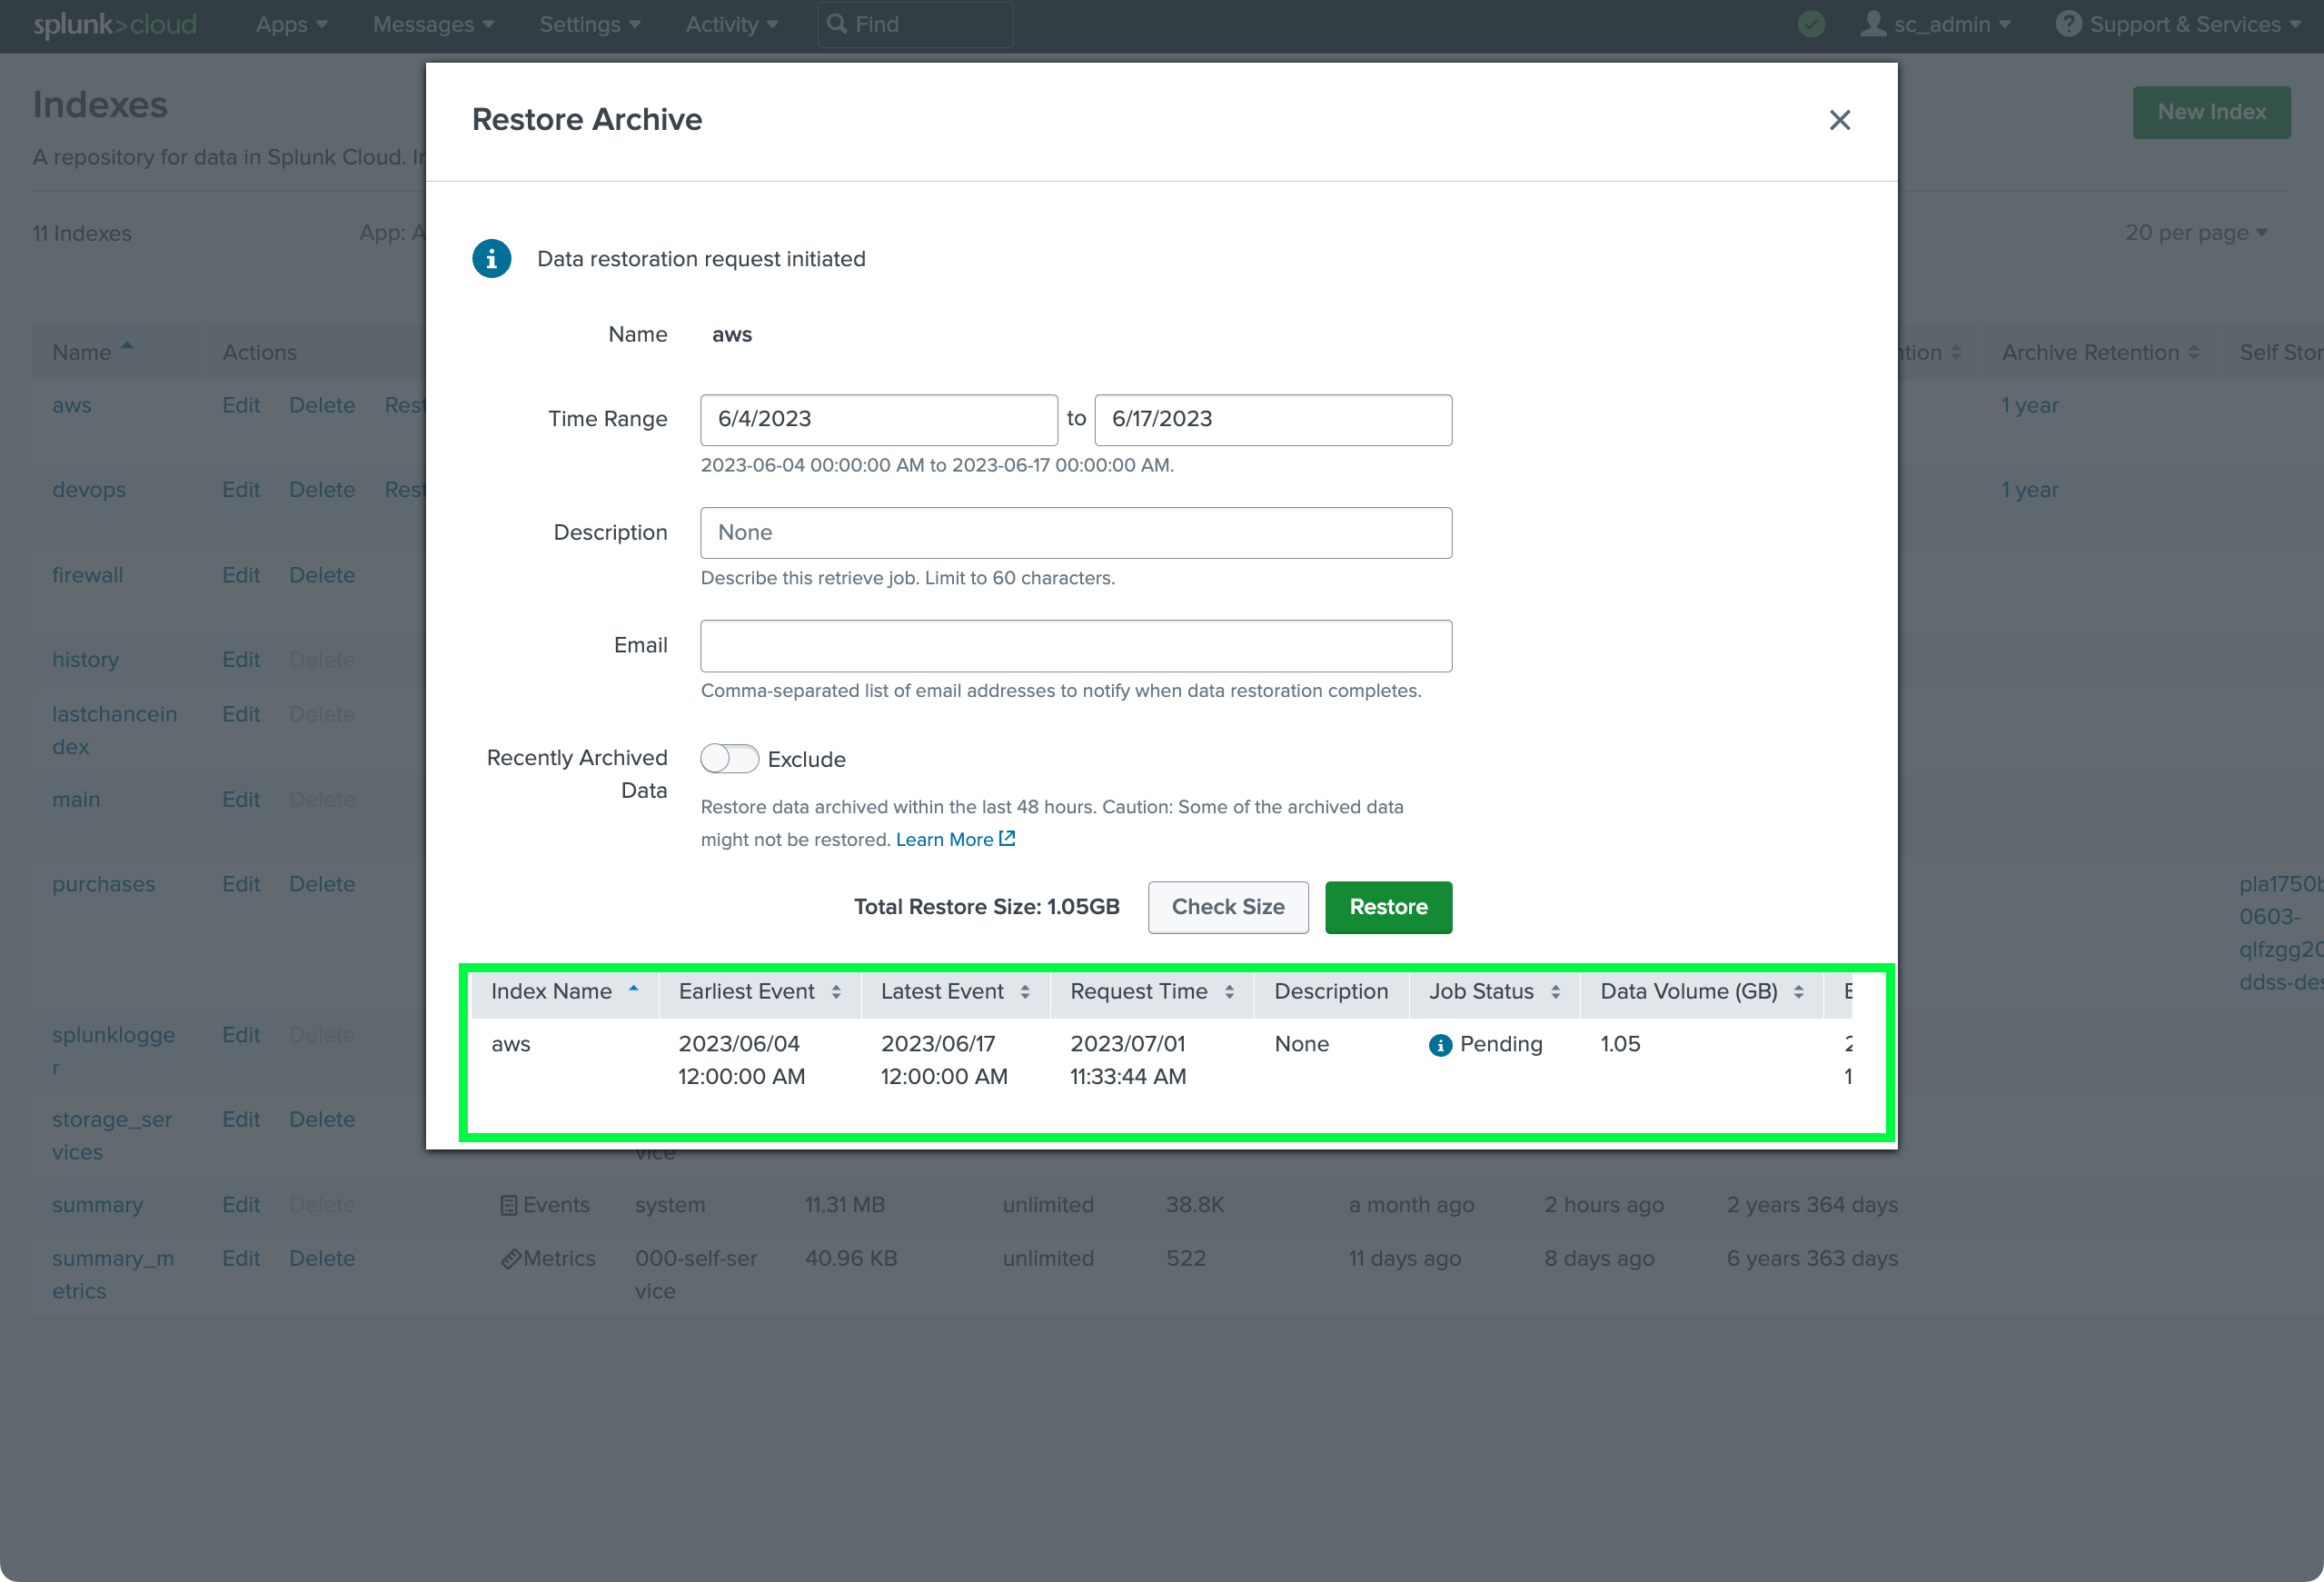 splunk>cloud Apps Messages Settings Activity Find sc_admin Support & Services
Indexes
New Index
A repository for data in Splunk Cloud.
11 Indexes App: 20 per page
Name Actions Archive Retention Self Stor
aws Edit Delete Rest 1 year
devops Edit Delete Rest 1 year
firewall Edit Delete
history Edit Delete
lastchancein
dex
Edit Delete
main Edit Delete
purchases Edit Delete
pla1750b
0603-
qlfzgg20
ddss-des
splunklogge
r
Edit Delete
storage_ser
vices
Edit Delete
vice
summary Edit Delete Events system 11.31 MB unlimited 38.8K a month ago 2 hours ago 2 years 364 days
summary_m
etrics
Edit Delete Metrics 000-self-ser
vice
40.96 KB unlimited 522 11 days ago 8 days ago 6 years 363 days
Restore Archive
Data restoration request initiated
Name aws
Time Range 6/4/2023 to 6/17/2023
2023-06-04 00:00:00 AM to 2023-06-17 00:00:00 AM.
Description None
Describe this retrieve job. Limit to 60 characters.
Email
Comma-separated list of email addresses to notify when data restoration completes.
Recently Archived
Data
Exclude
Restore data archived within the last 48 hours. Caution: Some of the archived data
might not be restored. Learn More
Total Restore Size: 1.05GB Check Size Restore
Index Name Earliest Event Latest Event Request Time Description Job Status Data Volume (GB)
aws 2023/06/04 2023/06/17 2023/07/01 None Pending 1.05
12:00:00 AM 12:00:00 AM 11:33:44 AM